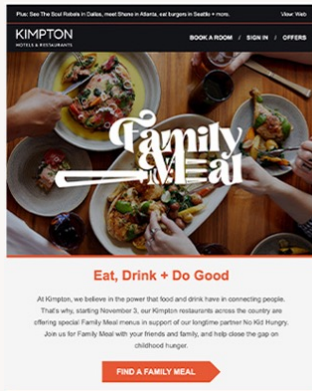 Plus: See The Soul Rebels in Dallas, meet Shane in Atlanta, eat burgers in Seattle + more.
View: Web
KIMPTON
HOTELS & RESTAURANTS
BOOK A ROOM / SIGN IN / OFFERS
Family
Meal
Eat, Drink + Do Good
At Kimpton, we believe in the power that food and drink have in connecting people.
That's why, starting November 3, our Kimpton restaurants across the country are
offering special Family Meal menus in support of our longtime partner No Kid Hungry.
Join us for Family Meal with your friends and family, and help close the gap on
childhood hunger.
FIND A FAMILY MEAL